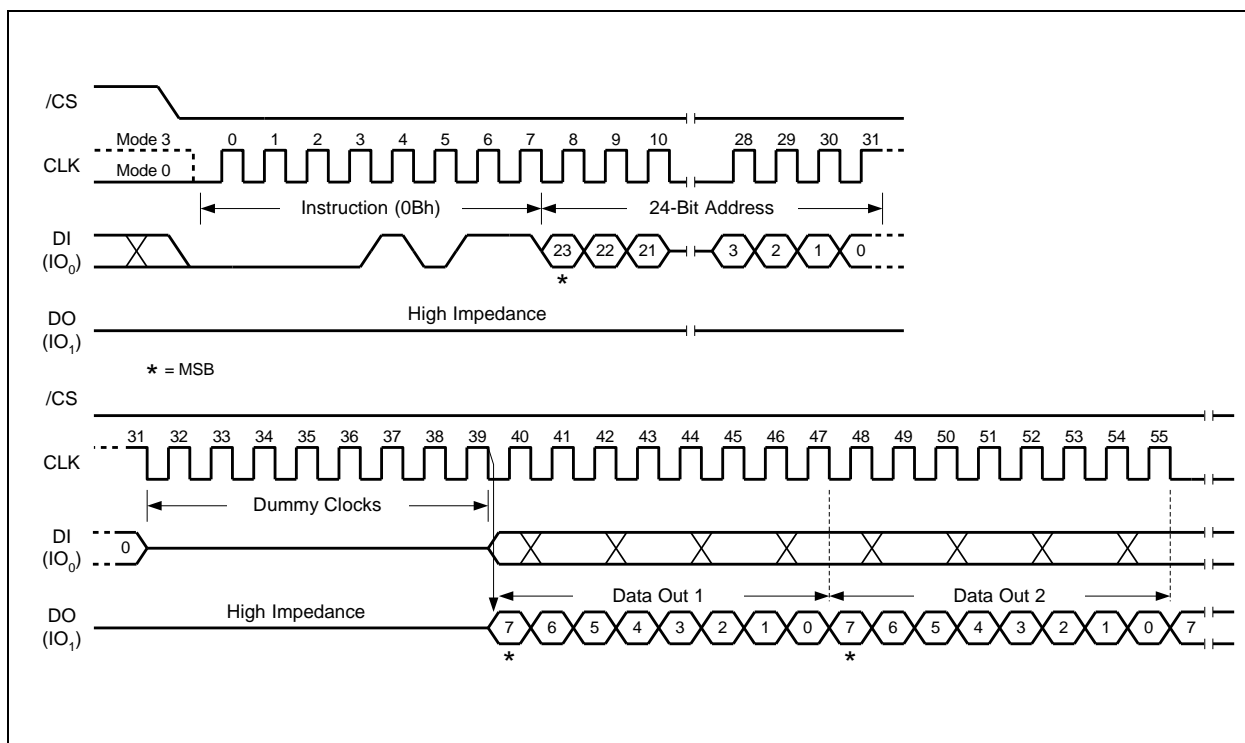 /CS
Mode 3 0 1 2 3 4 5 6 7 8 9 10 28 29 30 31
CLK
Mode 0
Instruction (0Bh) 24-Bit Address
DI
(IO0)
23 22 21 3 2 1 0
*
High Impedance
DO
(IO1)
* = MSB
/CS
31 32 33 34 35 36 37 38 39 40 41 42 43 44 45 46 47 48 49 50 51 52 53 54 55
CLK
Dummy Clocks
DI
(IO0)
0
Data Out 1 Data Out 2
High Impedance
DO
(IO1)
7 6 5 4 3 2 1 0 7 6 5 4 3 2 1 0 7
* *